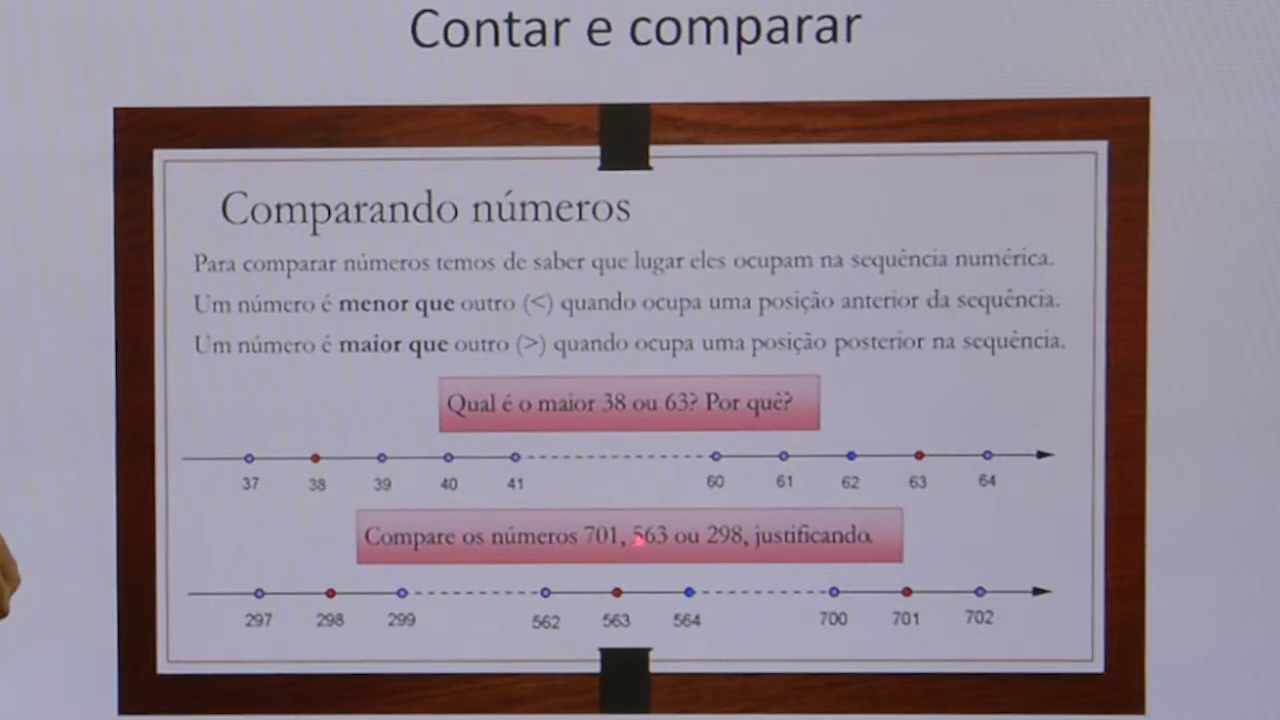 Contar e comparar
Comparando números
Para comparar números temos de saber que lugar eles ocupam na sequência numérica.
Um número é menor que outro (<) quando ocupa uma posição anterior da sequência.
Um número é maior que outro (>) quando ocupa uma posição posterior na sequência.
Qual é o maior 38 ou 63? Por quê?
37 38 39 40 41 60 61 62 63 64
Compare os números 701, 563 ou 298, justificando.
297 298 299 562 563 564 700 701 702